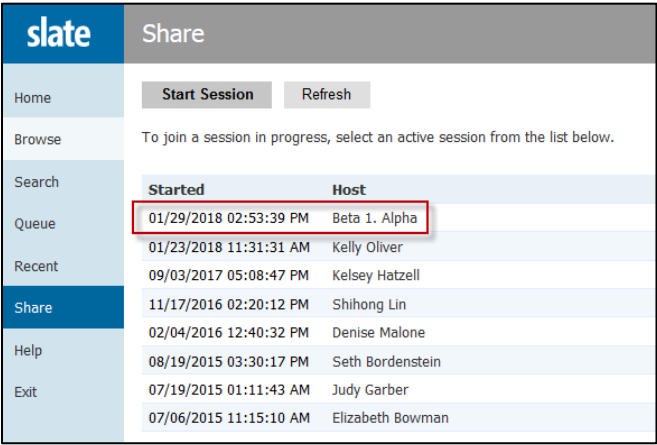 slate
Share
Home
Browse
Search
Queue
Recent
Share
Help
Exit
Start Session Refresh
To join a session in progress, select an active session from the list below.
Started Host
01/29/2018 02:53:39 PM Beta 1. Alpha
01/23/2018 11:31:31 AM Kelly Oliver
09/03/2017 05:08:47 PM Kelsey Hatzell
11/17/2016 02:20:12 PM Shihong Lin
02/04/2016 12:40:32 PM Denise Malone
08/19/2015 03:30:17 PM Seth Bordenstein
07/19/2015 01:11:43 AM Judy Garber
07/06/2015 11:15:10 AM Elizabeth Bowman